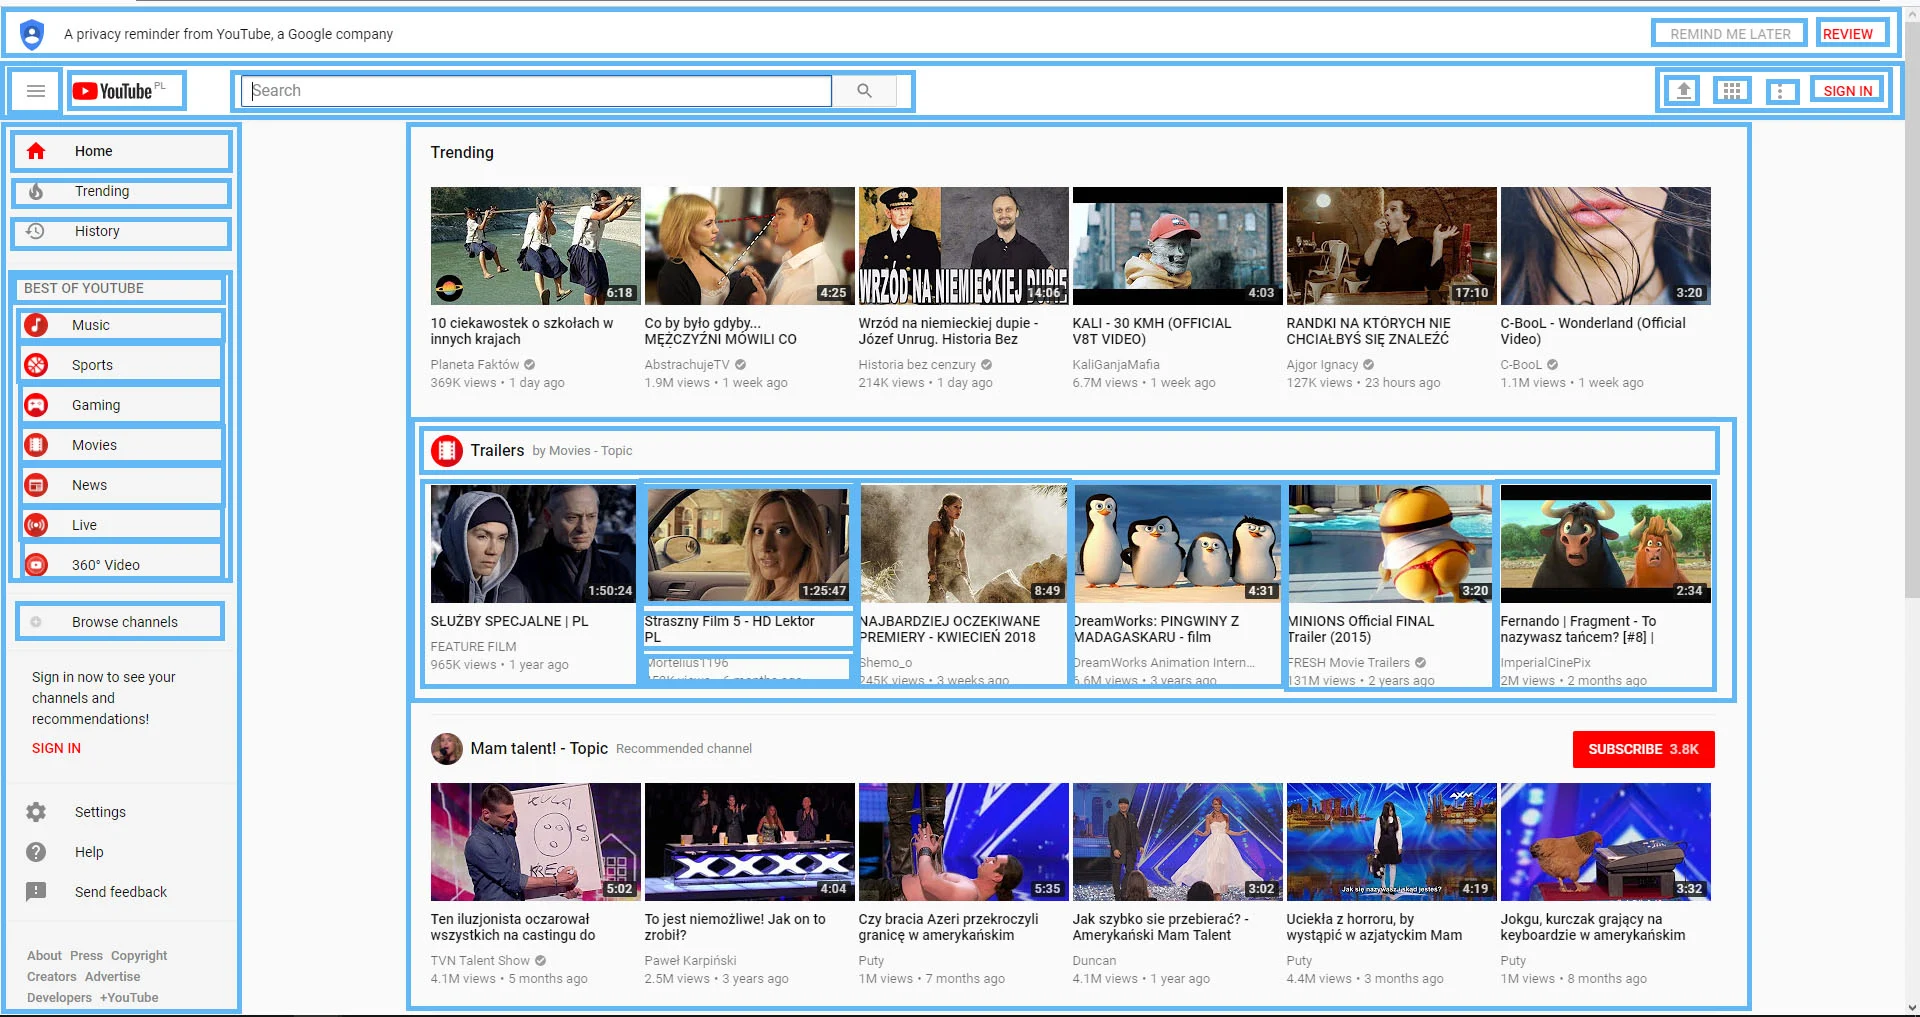 A privacy reminder from YouTube, a Google company
REMIND ME LATER
REVIEW
YouTube PL
Search
SIGN IN
Home
Trending
History
BEST OF YOUTUBE
Music
Sports
Gaming
Movies
News
Live
360° Video
Browse channels
Sign in now to see your
channels and
recommendations!
SIGN IN
Settings
Help
Send feedback
About Press Copyright
Creators Advertise
Developers +YouTube
Trending
6:18
10 ciekawostek o szkołach w
innych krajach
Planeta Faktów
369K views • 1 day ago
4:25
Co by było gdyby...
MĘŻCZYŹNI MÓWILI CO
AbstrachujeTV
1.9M views • 1 week ago
WRZÓD NA NIEMIECKIEJ DUPIE
14:06
Wrzód na niemieckiej dupie -
Józef Unrug. Historia Bez
Historia bez cenzury
214K views • 1 day ago
4:03
KALI - 30 KMH (OFFICIAL
V8T VIDEO)
KaliGanjaMafia
6.7M views • 1 week ago
17:10
RANDKI NA KTÓRYCH NIE
CHCIAŁBYŚ SIĘ ZNALEŹĆ
Ajgor Ignacy
127K views • 23 hours ago
3:20
C-BooL - Wonderland (Official
Video)
C-BooL
1.1M views • 1 week ago
Trailers by Movies - Topic
1:50:24
SŁUŻBY SPECJALNE | PL
FEATURE FILM
965K views • 1 year ago
1:25:47
Straszny Film 5 - HD Lektor
PL
Mortelius1196
8:49
NAJBARDZIEJ OCZEKIWANE
PREMIERY - KWIECIEŃ 2018
Shemo_o
245K views • 3 weeks ago
4:31
DreamWorks: PINGWINY Z
MADAGASKARU - film
DreamWorks Animation Intern...
6.6M views • 3 years ago
3:20
MINIONS Official FINAL
Trailer (2015)
FRESH Movie Trailers
131M views • 2 years ago
2:34
Fernando | Fragment - To
nazywasz tańcem? [#8] |
ImperialCinePix
2M views • 2 months ago
Mam talent! - Topic Recommended channel
SUBSCRIBE 3.8K
5:02
Ten iluzjonista oczarował
wszystkich na castingu do
TVN Talent Show
4.1M views • 5 months ago
4:04
To jest niemożliwe! Jak on to
zrobił?
Paweł Karpiński
2.5M views • 3 years ago
5:35
Czy bracia Azeri przekroczyli
granicę w amerykańskim
Puty
1M views • 7 months ago
3:02
Jak szybko sie przebierać? -
Amerykański Mam Talent
Duncan
4.1M views • 1 year ago
AXN
Jak się nazywasz i skąd jesteś?
4:19
Uciekła z horroru, by
wystąpić w azjatyckim Mam
Puty
4.4M views • 3 months ago
3:32
Jokgu, kurczak grający na
keyboardzie w amerykańskim
Puty
1M views • 8 months ago